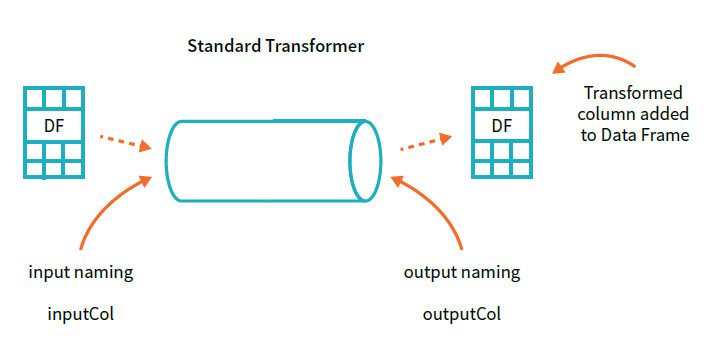 Standard Transformer
DF
DF
Transformed
column added
to Data Frame
input naming
inputCol
output naming
outputCol